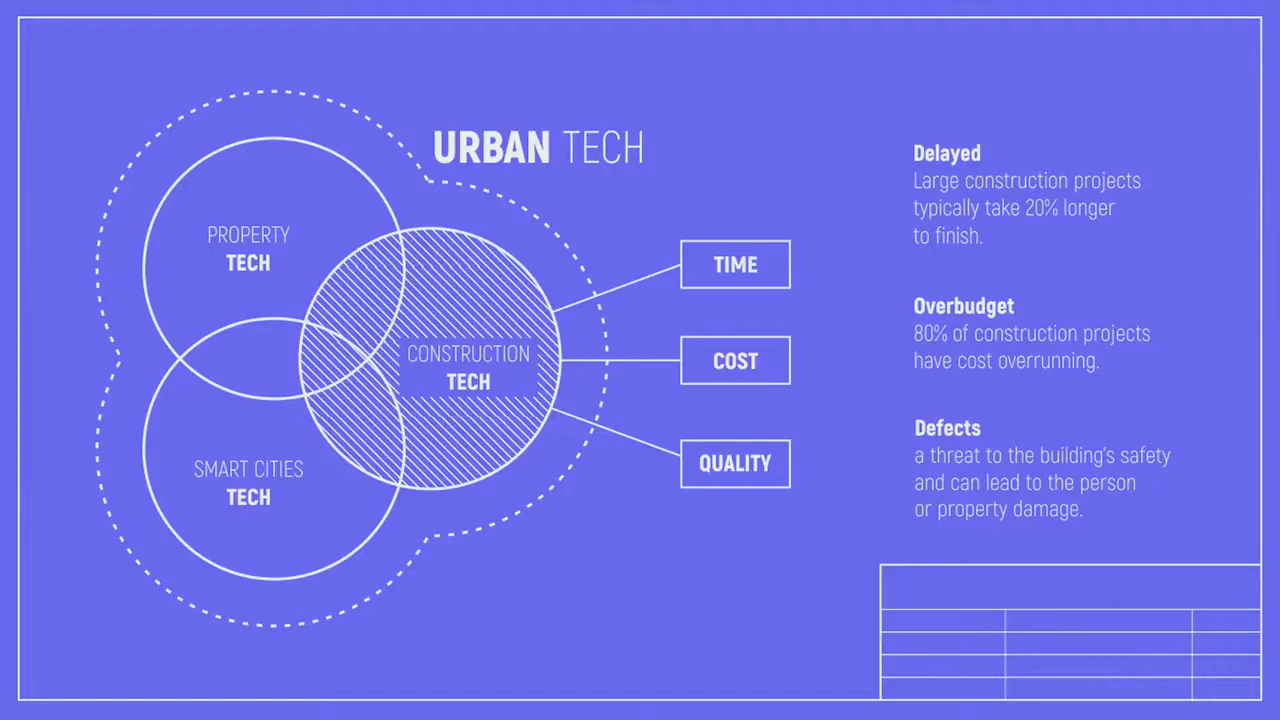 URBAN TECH
PROPERTY
TECH
CONSTRUCTION
TECH
SMART CITIES
TECH
TIME
COST
QUALITY
Delayed
Large construction projects
typically take 20% longer
to finish.
Overbudget
80% of construction projects
have cost overrunning.
Defects
a threat to the building's safety
and can lead to the person
or property damage.